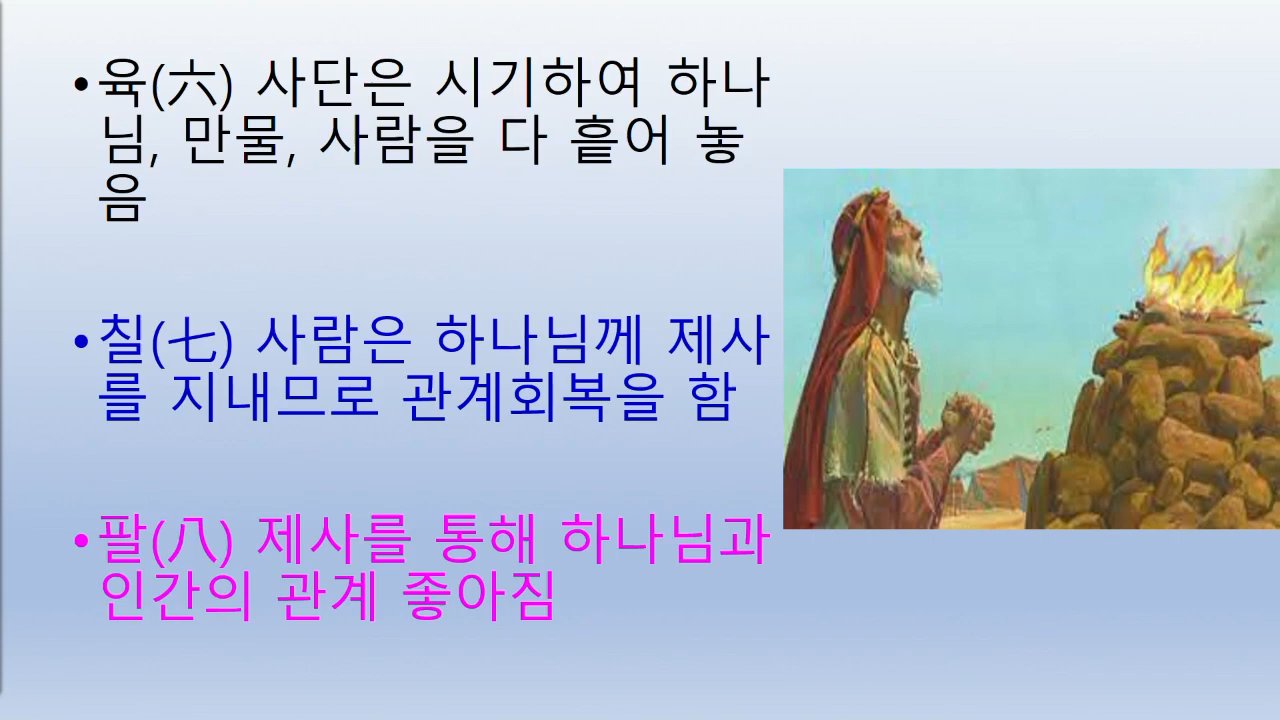 •육(六) 사단은 시기하여 하나
님, 만물, 사람을 다 흩어 놓
음
•칠(七) 사람은 하나님께 제사
를 지내므로 관계회복을 함
•팔(八) 제사를 통해 하나님과
인간의 관계 좋아짐